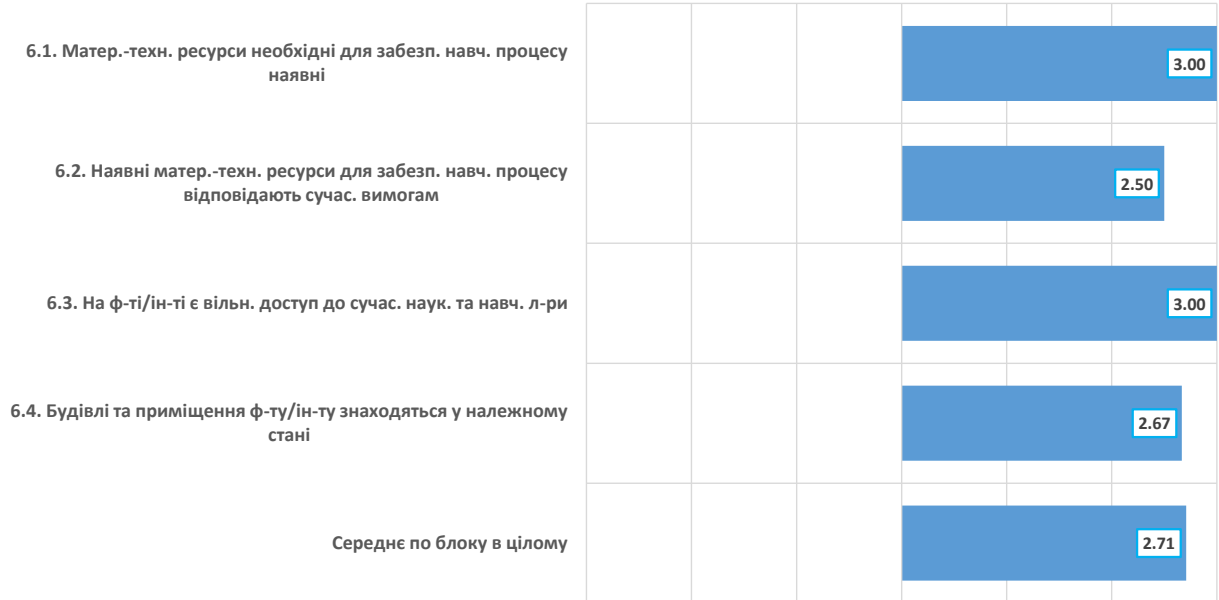 6.1. Матер.-техн. ресурси необхідні для забезп. навч. процесу
наявні
3.00
6.2. Наявні матер.-техн. ресурси для забезп. навч. процесу
відповідають сучас. вимогам
2.50
6.3. На ф-ті/ін-ті є вільн. доступ до сучас. наук. та навч. л-ри
3.00
6.4. Будівлі та приміщення ф-ту/ін-ту знаходяться у належному
стані
2.67
Середнє по блоку в цілому
2.71